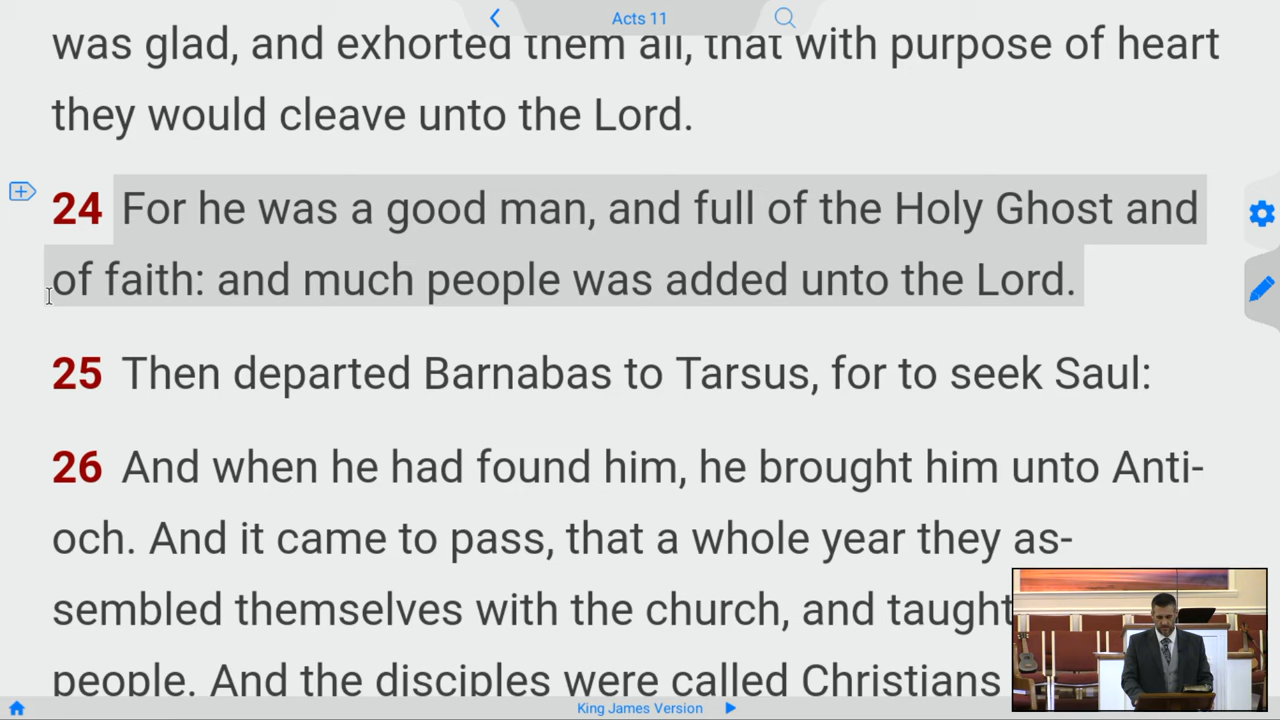 Acts 11
was glad, and exhorted them all, that with purpose of heart
they would cleave unto the Lord.
24 For he was a good man, and full of the Holy Ghost and
of faith: and much people was added unto the Lord.
25 Then departed Barnabas to Tarsus, for to seek Saul:
26 And when he had found him, he brought him unto Anti-
och. And it came to pass, that a whole year they as-
sembled themselves with the church, and taught
people. And the disciples were called Christians
King James Version